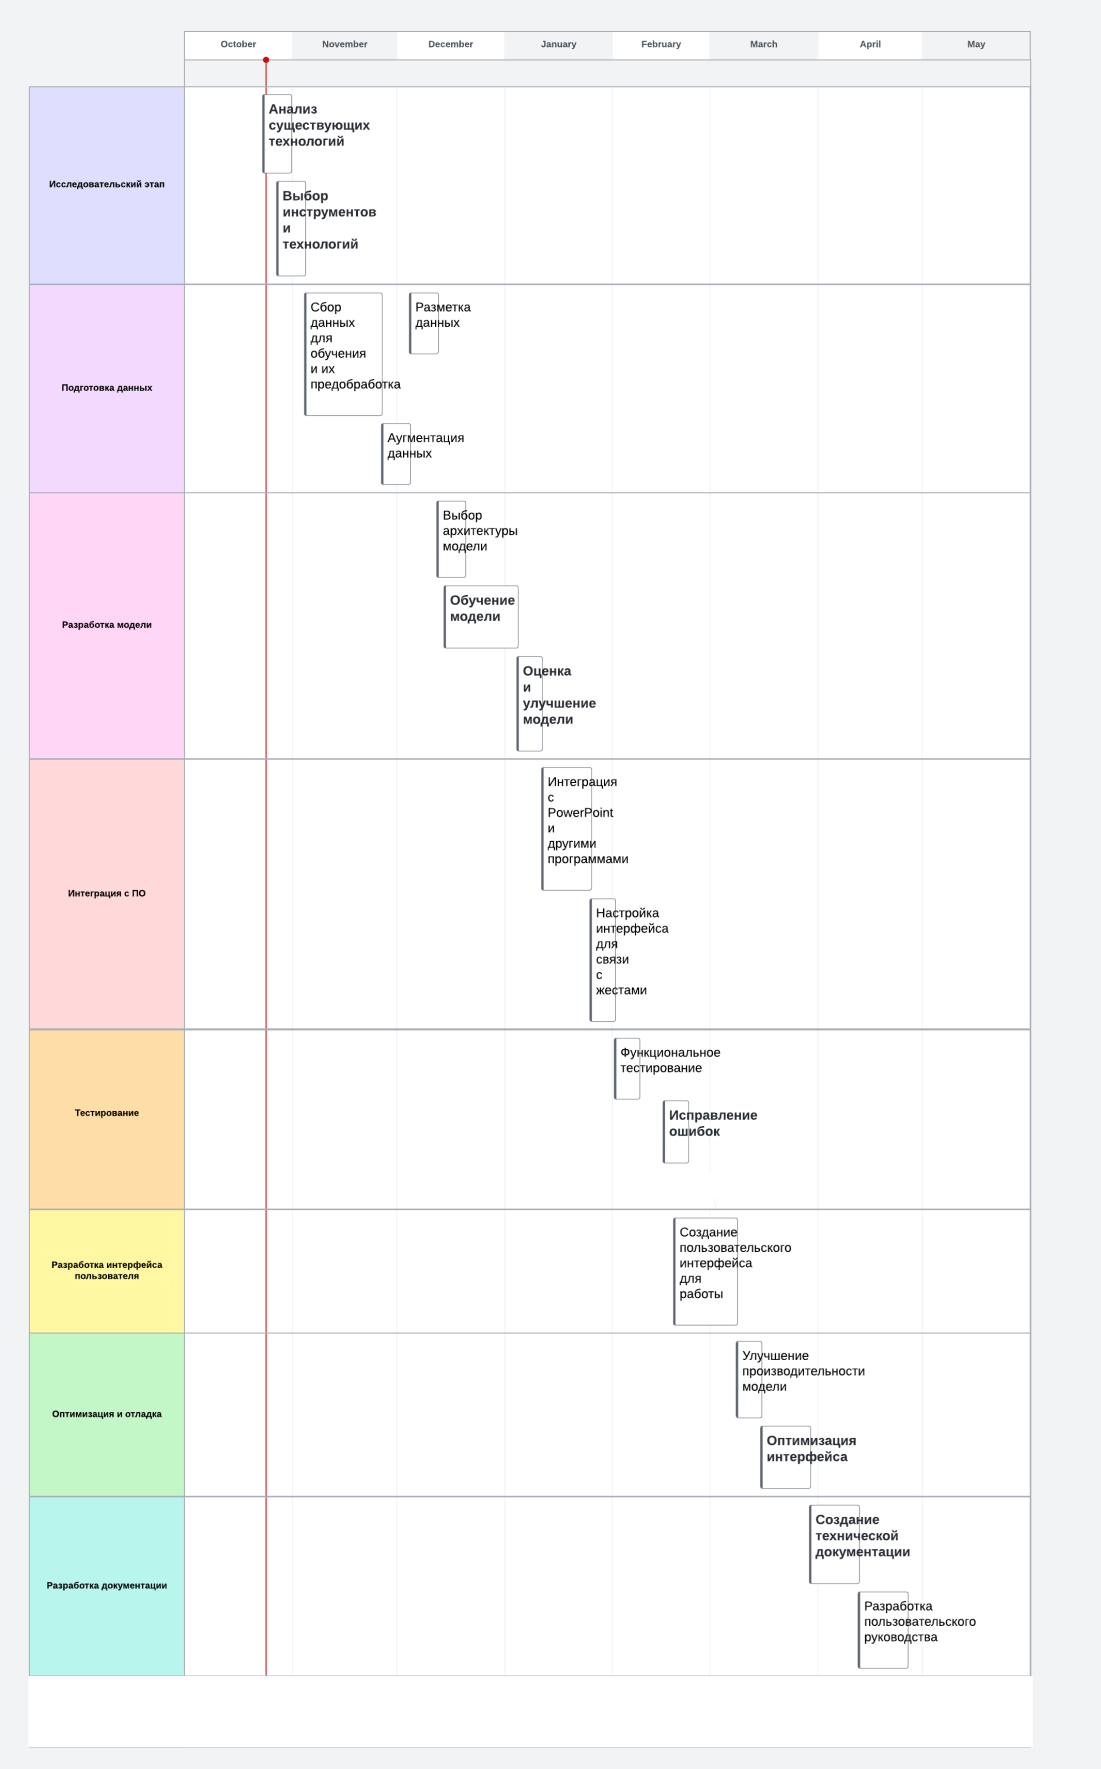 October
November
December
January
February
March
April
May
Исследовательский этап
Анализ
существующих
технологий
Выбор
инструментов
и
технологий
Подготовка данных
Сбор
данных
для
обучения
и их
предобработка
Разметка
данных
Аугментация
данных
Разработка модели
Выбор
архитектуры
модели
Обучение
модели
Оценка
и
улучшение
модели
Интеграция с ПО
Интеграция
с
PowerPoint
и
другими
программами
Настройка
интерфейса
для
связи
с
жестами
Тестирование
Функциональное
тестирование
Исправление
ошибок
Разработка интерфейса
пользователя
Создание
пользовательского
интерфейса
для
работы
Оптимизация и отладка
Улучшение
производительности
модели
Оптимизация
интерфейса
Разработка документации
Создание
технической
документации
Разработка
пользовательского
руководства